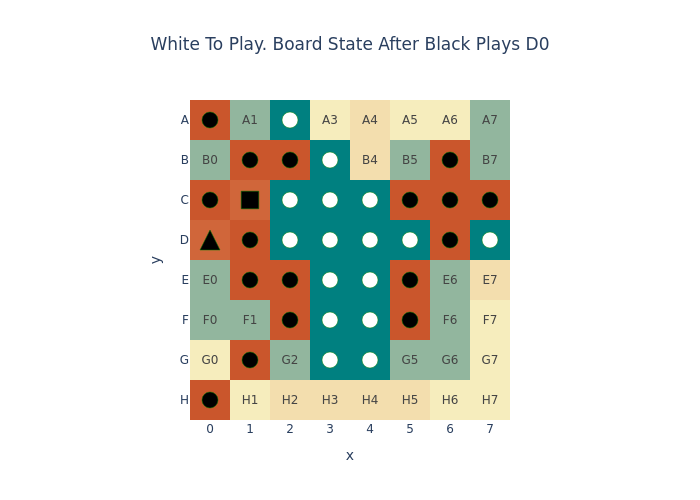 White To Play. Board State After Black Plays D0
A A1 A3 A4 A5 A6 A7
B B0 B4 B5 B7
C
D
y
E E0 E6 E7
F F0 F1 F6 F7
G G0 G2 G5 G6 G7
H H1 H2 H3 H4 H5 H6 H7
0 1 2 3 4 5 6 7
x